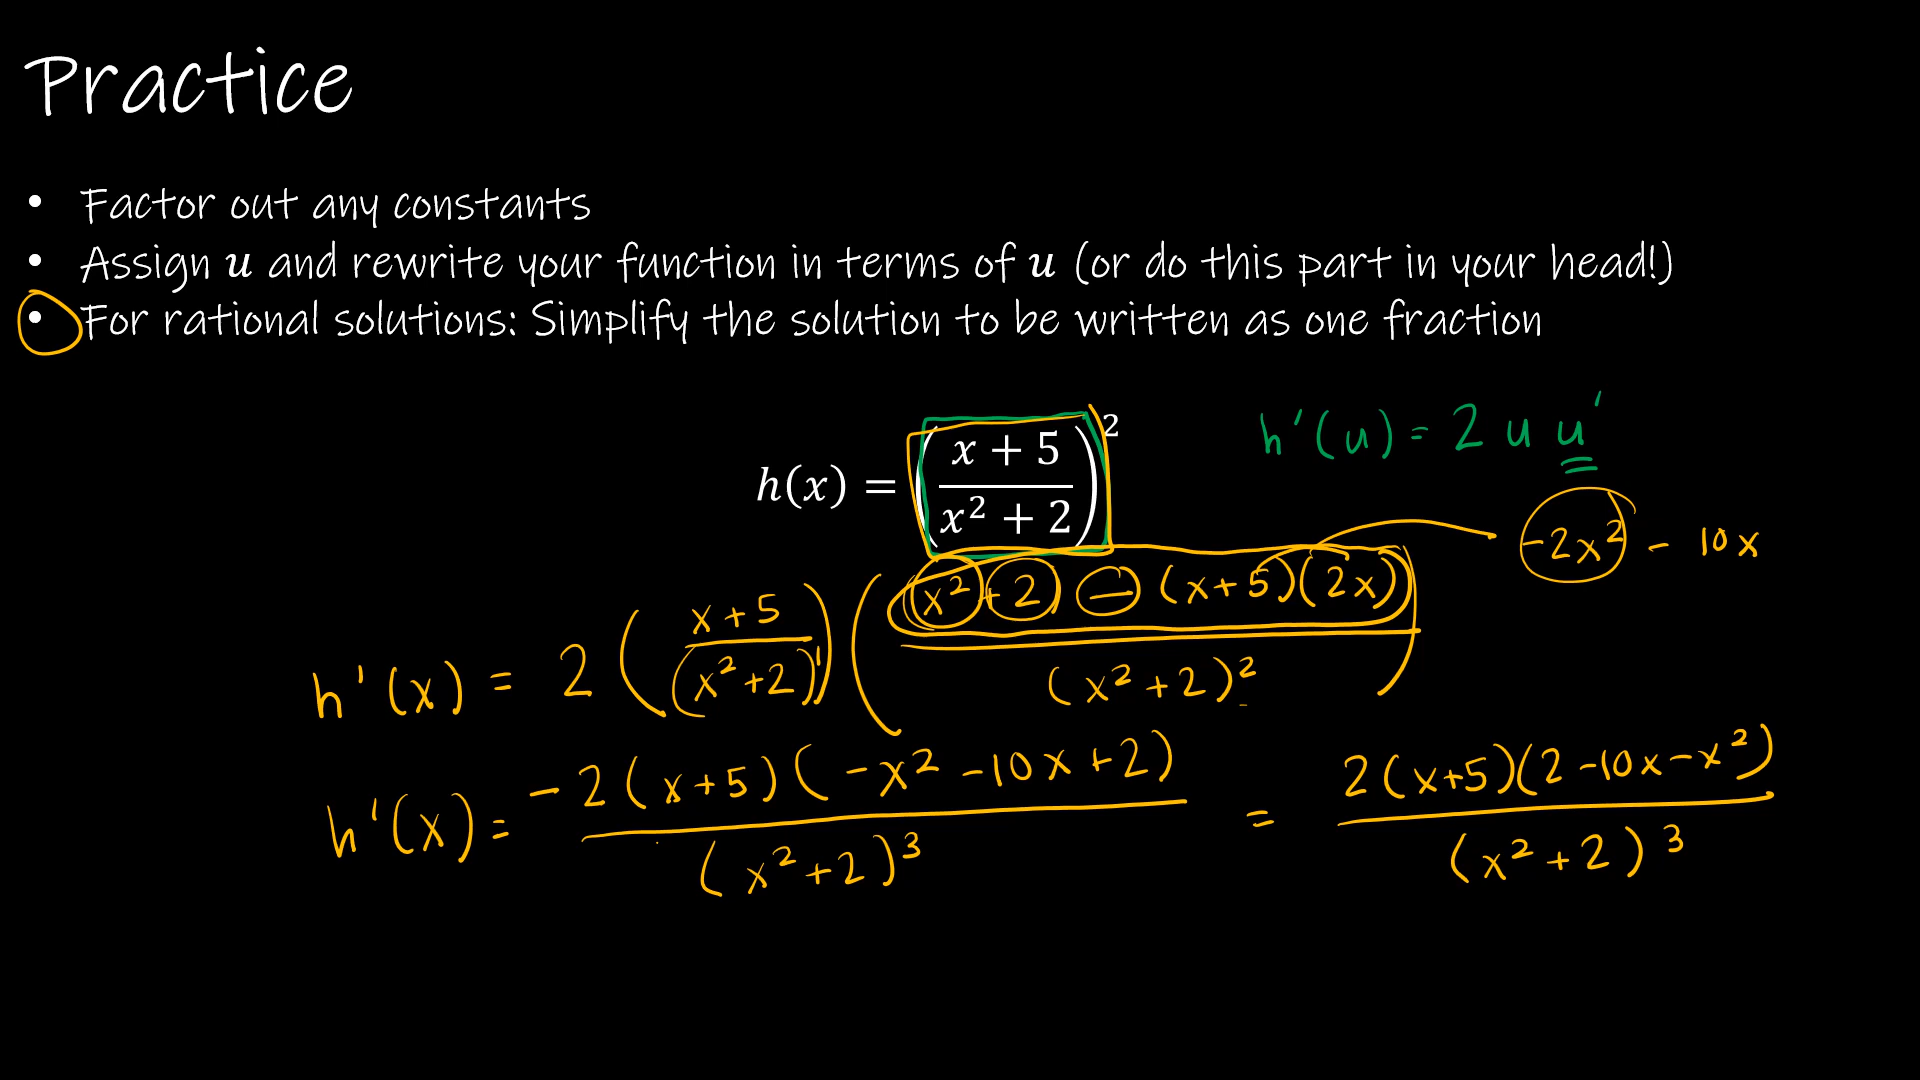 Practice
• Factor out any constants
• Assign u and rewrite your function in terms of u (or do this part in your head!)
• For rational solutions: Simplify the solution to be written as one fraction
h(x) = ((x + 5)/(x² + 2))²
h'(u) = 2 u u'
-2x² - 10x
h'(x) = 2 ((x+5)/(x²+2)¹) (((x²+2) - (x+5)(2x))/(x²+2)²)
h'(x) = -2(x+5)(-x²-10x+2)/(x²+2)³ = 2(x+5)(2-10x-x²)/(x²+2)³